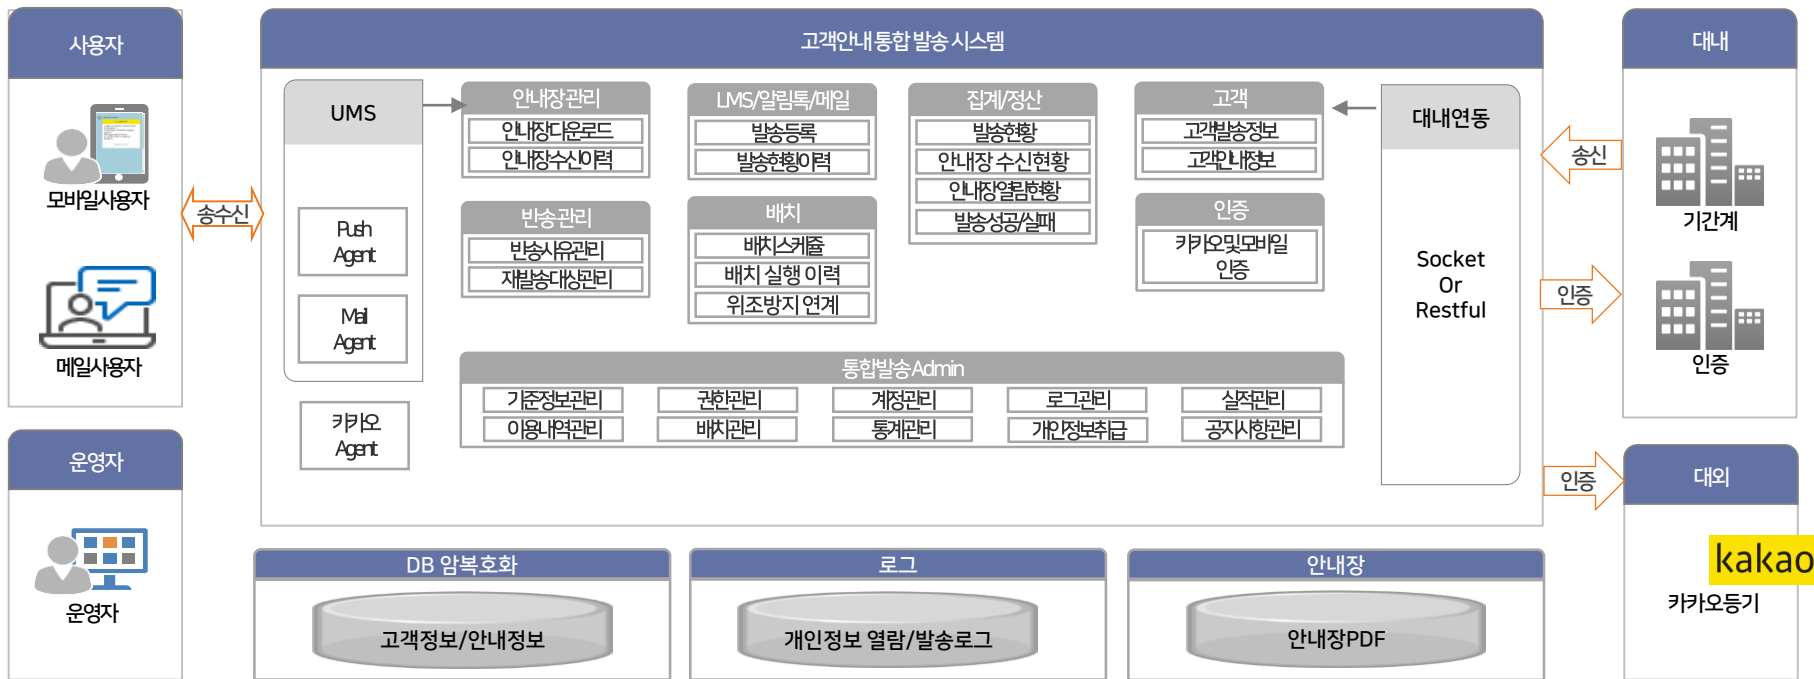 사용자
모바일사용자
메일사용자
운영자
운영자
송수신
고객안내 통합 발송 시스템
UMS
Push
Agent
Mail
Agent
카카오
Agent
안내장 관리
안내장다운로드
안내장수신이력
반송 관리
반송사유관리
재발송대상관리
LMS/알림톡/메일
발송등록
발송현황이력
배치
배치스케쥴
배치 실행 이력
위조방지 연계
집계/정산
발송현황
안내장 수신현황
안내장열람현황
발송성공/실패
고객
고객발송정보
고객안내정보
인증
카카오및모바일
인증
대내연동
Socket
Or
Restful
통합발송 Admin
기준정보관리
권한관리
계정관리
로그관리
실적관리
이용내역관리
배치관리
통계관리
개인정보취급
공지사항관리
송신
인증
인증
대내
기간계
인증
대외
kakao
카카오등기
DB 암복호화
고객정보/안내정보
로그
개인정보 열람/발송로그
안내장
안내장PDF